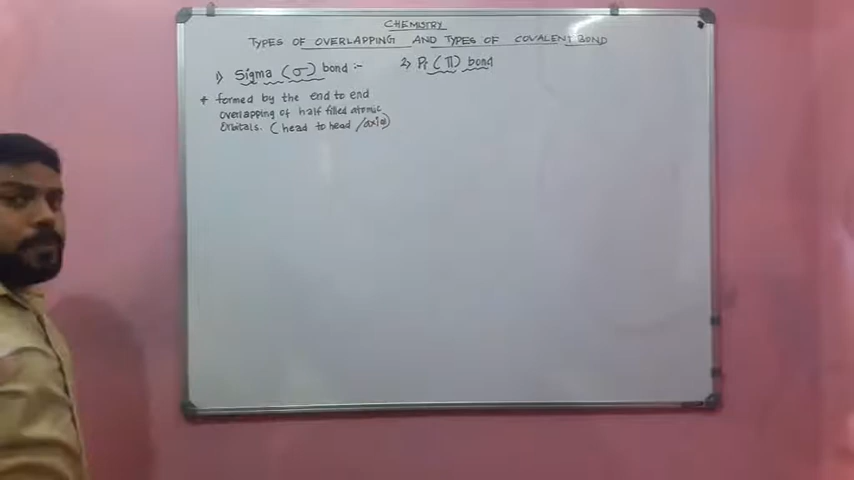 CHEMISTRY
TYPES OF OVERLAPPING AND TYPES OF COVALENT BOND
1) Sigma (σ) bond :-
2) Pi (π) bond
* formed by the end to end
overlapping of half filled atomic
Orbitals. (head to head /axial)